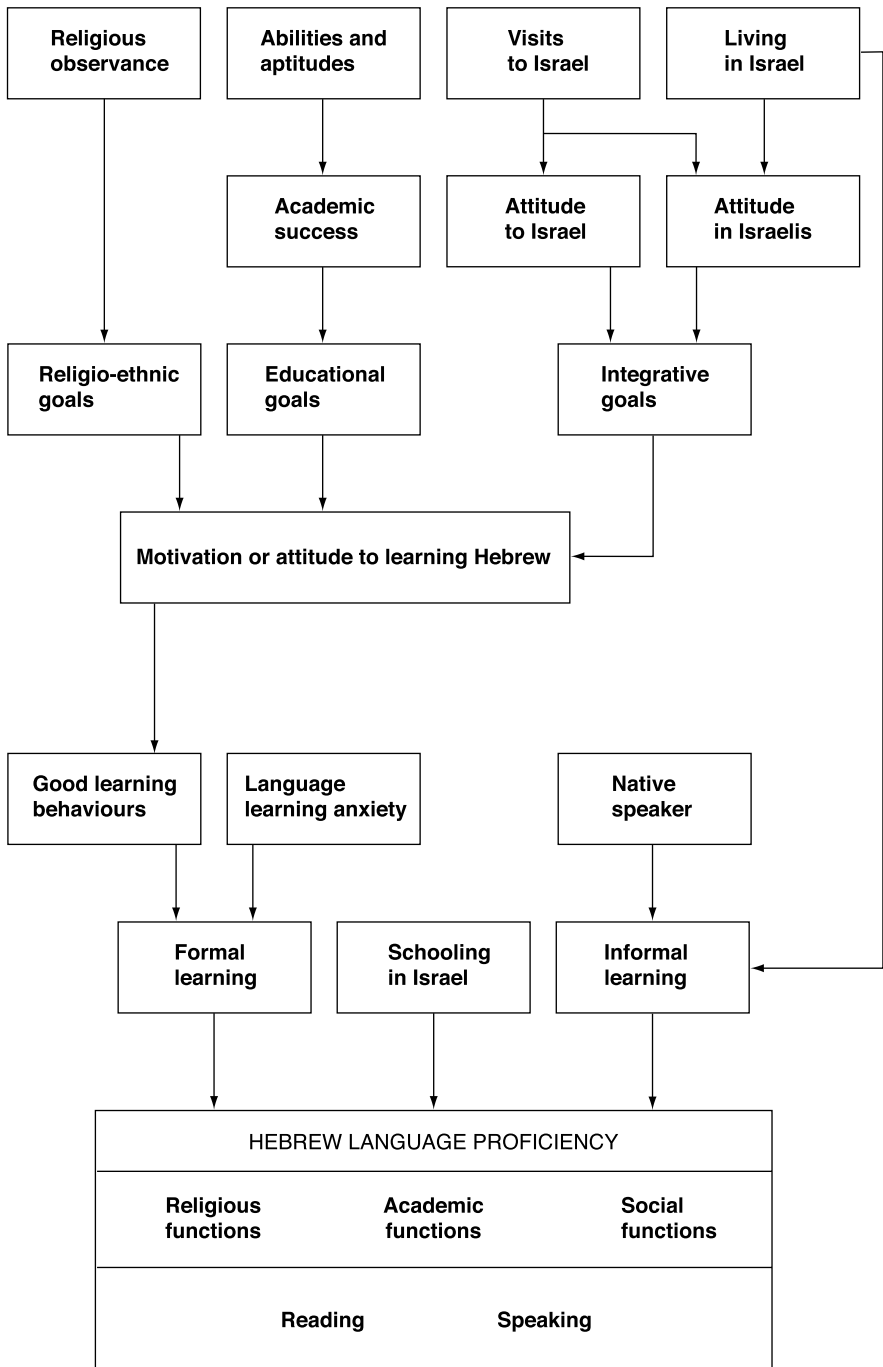 Religious
observance
Abilities and
aptitudes
Visits
to Israel
Living
in Israel
Academic
success
Attitude
to Israel
Attitude
in Israelis
Religio-ethnic
goals
Educational
goals
Integrative
goals
Motivation or attitude to learning Hebrew
Good learning
behaviours
Language
learning anxiety
Native
speaker
Formal
learning
Schooling
in Israel
Informal
learning
HEBREW LANGUAGE PROFICIENCY
Religious
functions
Academic
functions
Social
functions
Reading
Speaking